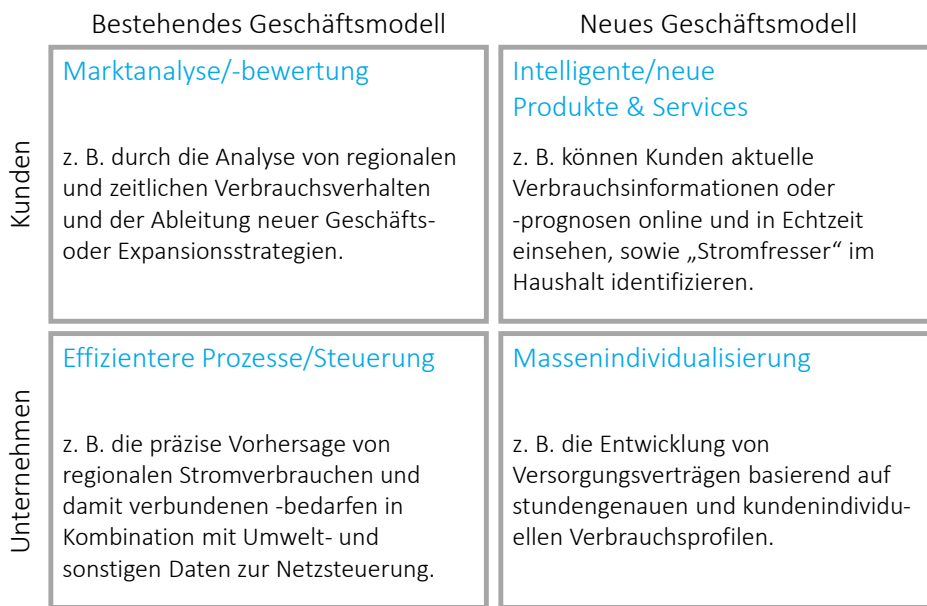 Bestehendes Geschäftsmodell
Neues Geschäftsmodell
Kunden
Marktanalyse/-bewertung
z. B. durch die Analyse von regionalen
und zeitlichen Verbrauchsverhalten
und der Ableitung neuer Geschäfts-
oder Expansionsstrategien.
Intelligente/neue
Produkte & Services
z. B. können Kunden aktuelle
Verbrauchsinformationen oder
-prognosen online und in Echtzeit
einsehen, sowie „Stromfresser“ im
Haushalt identifizieren.
Unternehmen
Effizientere Prozesse/Steuerung
z. B. die präzise Vorhersage von
regionalen Stromverbrauchen und
damit verbundenen -bedarfen in
Kombination mit Umwelt- und
sonstigen Daten zur Netzsteuerung.
Massenindividualisierung
z. B. die Entwicklung von
Versorgungsverträgen basierend auf
stundengenauen und kundenindividu-
ellen Verbrauchsprofilen.